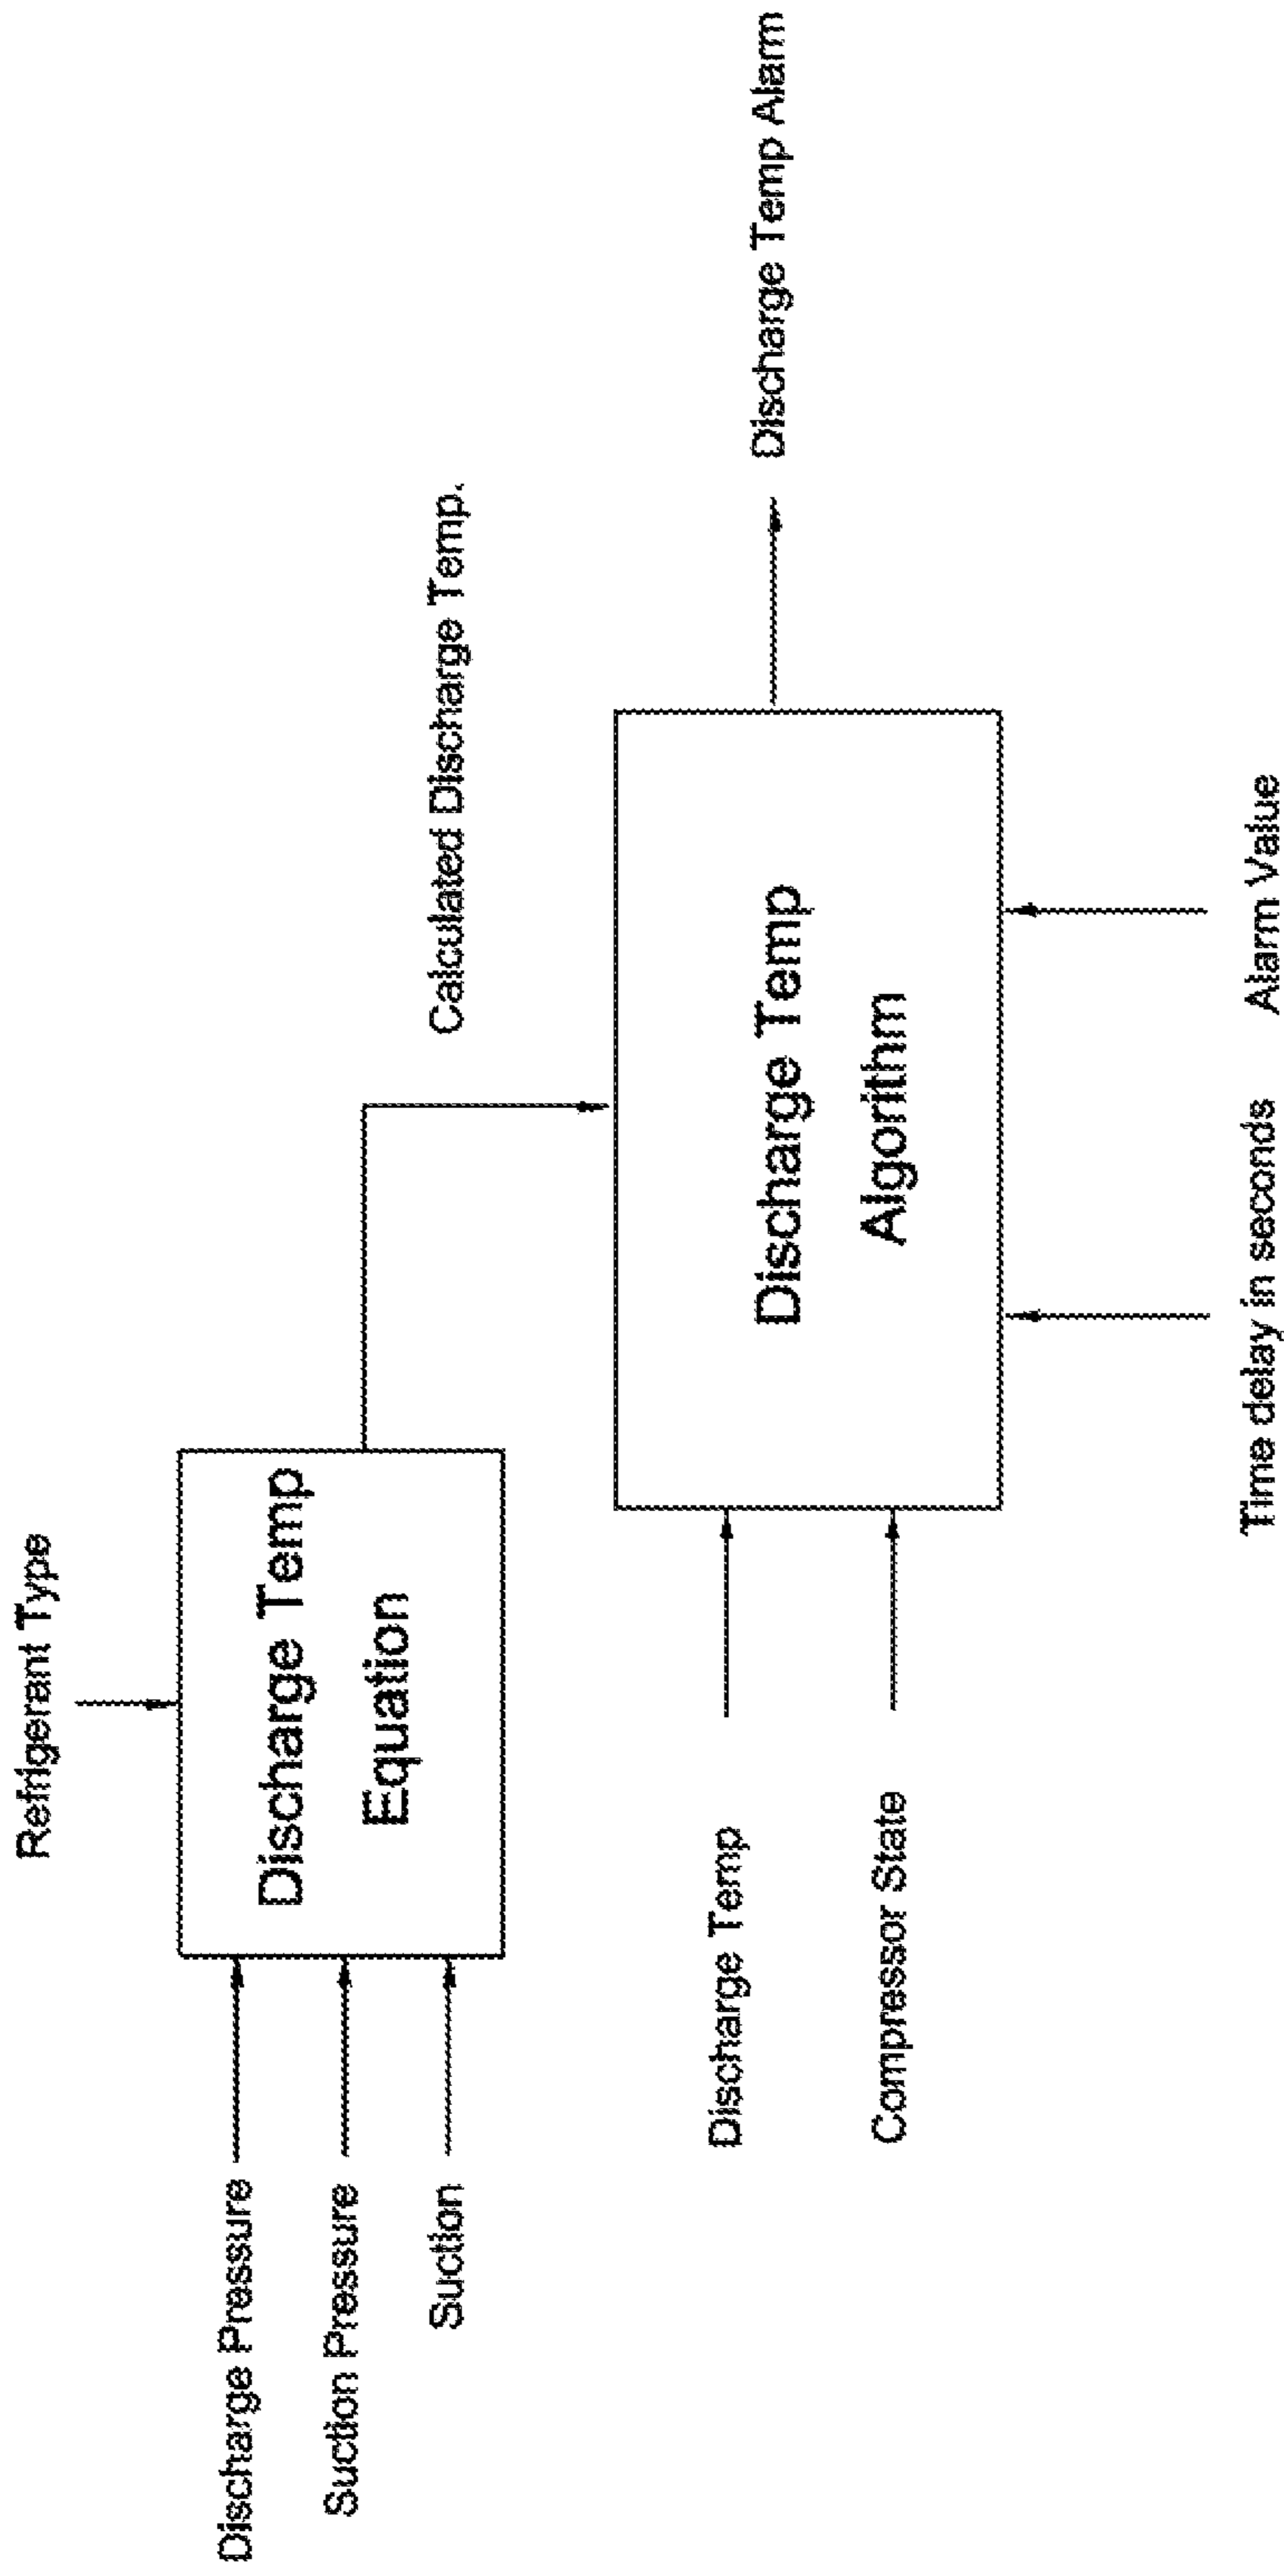 Refrigerant Type
Discharge Pressure
Suction Pressure
Suction
Discharge Temp
Equation
Calculated Discharge Temp.
Discharge Temp
Compressor State
Discharge Temp
Algorithm
Discharge Temp Alarm
Time delay in seconds
Alarm Value